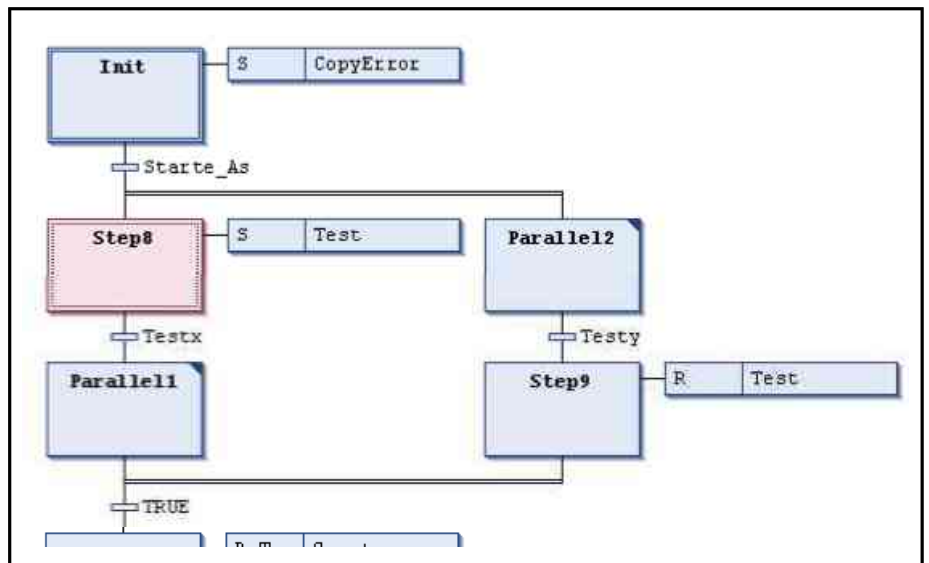 Init
S CopyError
Starte_As
Step8
S Test
Parallel2
Testx
Testy
Parallel1
Step9
R Test
TRUE